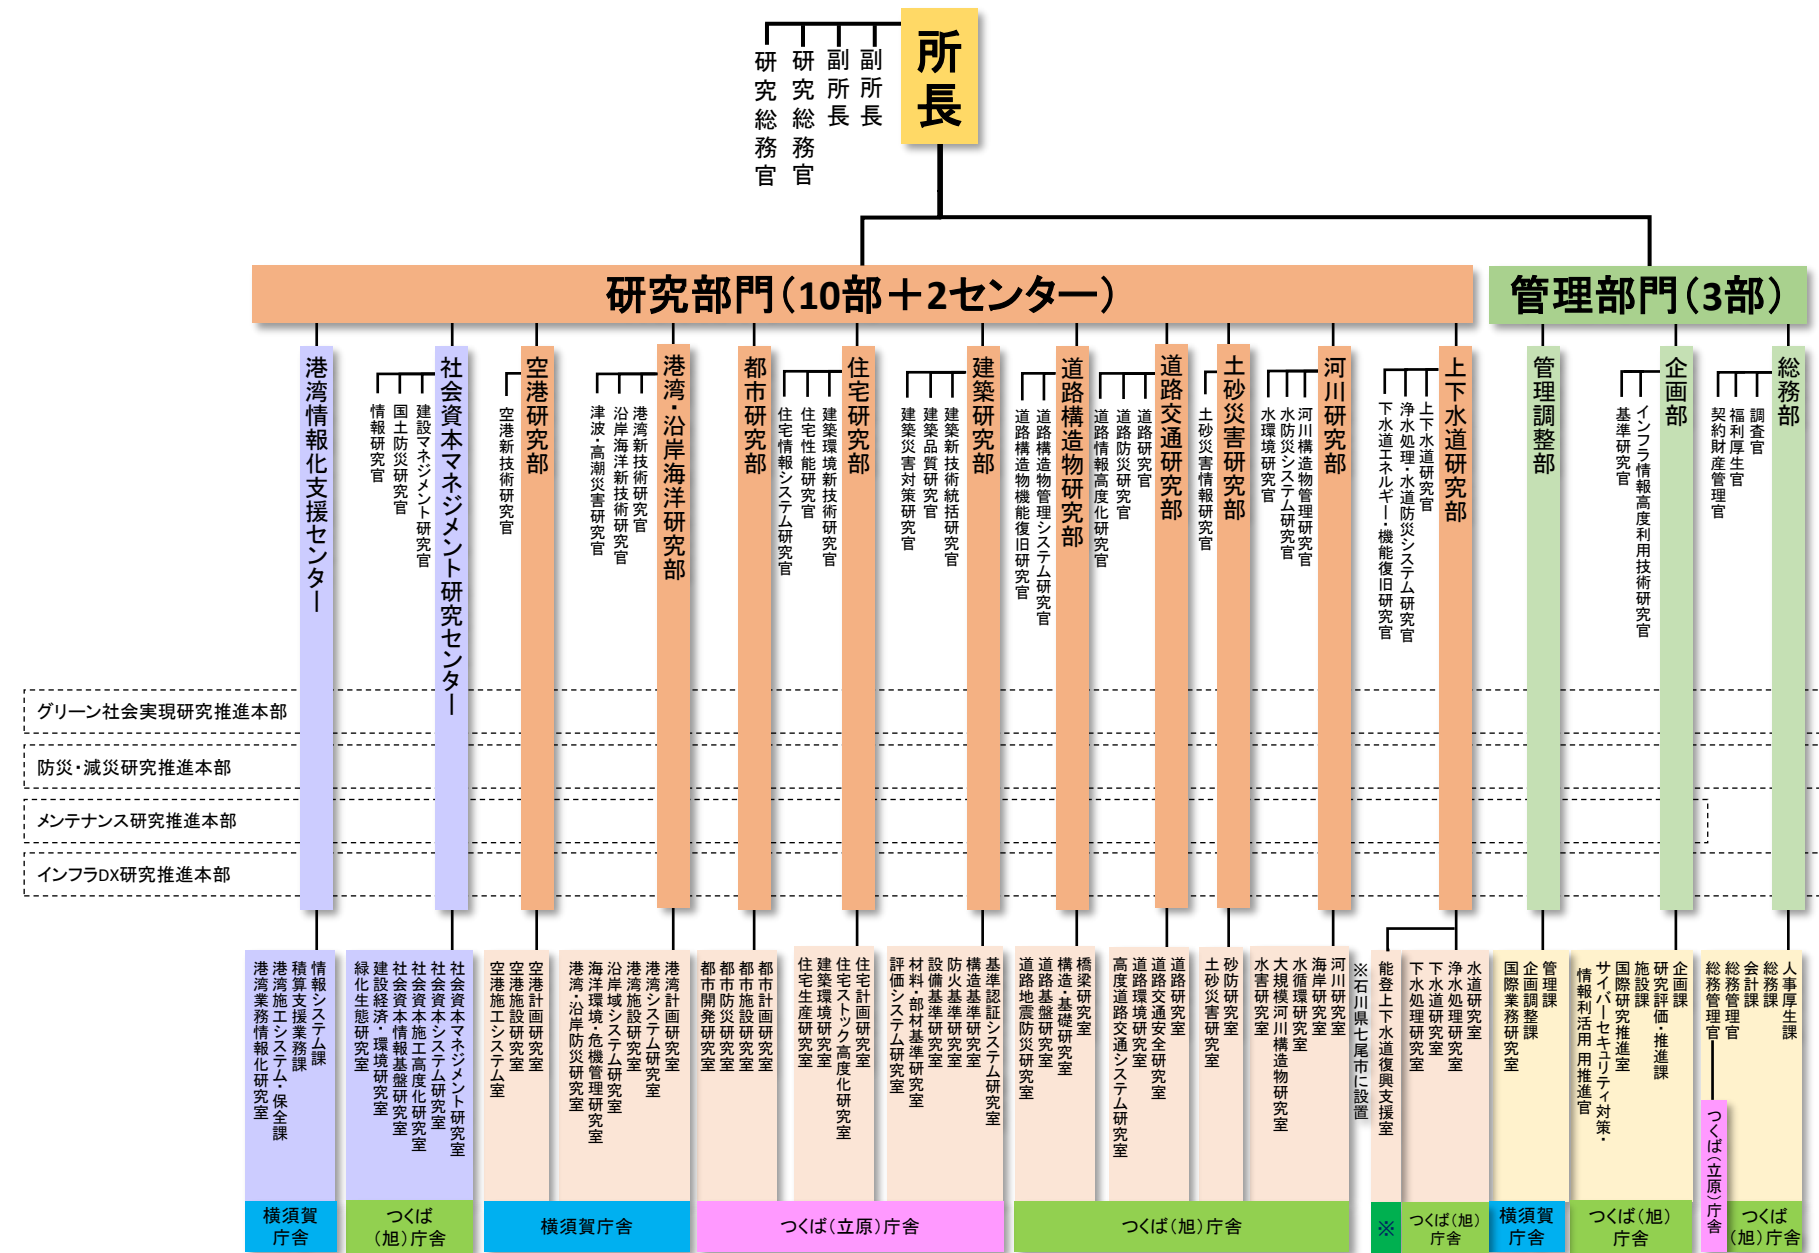 所長
副所長
副所長
研究総務官
研究総務官
研究部門（10部＋2センター）
管理部門（3部）
港湾情報化支援センター
社会資本マネジメント研究センター
建設マネジメント研究官
国土防災研究官
情報研究官
空港研究部
空港新技術研究官
港湾・沿岸海洋研究部
港湾新技術研究官
沿岸海洋新技術研究官
津波・高潮災害研究官
都市研究部
住宅研究部
建築環境新技術研究官
住宅性能研究官
住宅情報システム研究官
建築研究部
建築新技術統括研究官
建築品質研究官
建築災害対策研究官
道路構造物研究部
道路構造物管理システム研究官
道路構造物機能復旧研究官
道路交通研究部
道路研究官
道路防災研究官
道路情報高度化研究官
土砂災害研究部
土砂災害情報研究官
河川研究部
河川構造物管理研究官
水防災システム研究官
水環境研究官
上下水道研究部
上下水道研究官
浄水処理・水道防災システム研究官
下水道エネルギー・機能復旧研究官
管理調整部
企画部
インフラ情報高度利用技術研究官
基準研究官
総務部
調査官
福利厚生官
契約財産管理官
グリーン社会実現研究推進本部
防災・減災研究推進本部
メンテナンス研究推進本部
インフラDX研究推進本部
情報システム課
積算支援業務課
港湾施工システム・保全課
港湾業務情報化研究室
社会資本マネジメント研究室
社会資本システム研究室
社会資本施工高度化研究室
社会資本情報基盤研究室
建設経済・環境研究室
緑化生態研究室
空港計画研究室
空港施設研究室
空港施工システム室
港湾計画研究室
港湾システム研究室
港湾施設研究室
沿岸域システム研究室
海洋環境・危機管理研究室
港湾・沿岸防災研究室
都市計画研究室
都市施設研究室
都市防災研究室
都市開発研究室
住宅計画研究室
住宅ストック高度化研究室
建築環境研究室
住宅生産研究室
基準認証システム研究室
構造基準研究室
防火基準研究室
設備基準研究室
材料・部材基準研究室
評価システム研究室
橋梁研究室
構造・基礎研究室
道路基盤研究室
道路地震防災研究室
道路研究室
道路交通安全研究室
道路環境研究室
高度道路交通システム研究室
砂防研究室
土砂災害研究室
河川研究室
海岸研究室
水循環研究室
大規模河川構造物研究室
水害研究室
※石川県七尾市に設置
能登上下水道復興支援室
水道研究室
浄水処理研究室
下水道研究室
下水処理研究室
管理課
企画調整課
国際業務研究室
企画課
研究評価・推進課
国際研究推進室
施設課
サイバーセキュリティ対策・
情報利活用 用推進官
人事厚生課
総務課
会計課
総務管理官
総務管理官
つくば（立原）庁舎
横須賀
庁舎
つくば
（旭）庁舎
横須賀庁舎
つくば（立原）庁舎
つくば（旭）庁舎
※
つくば（旭）
庁舎
横須賀
庁舎
つくば（旭）
庁舎
つくば
（旭）庁舎